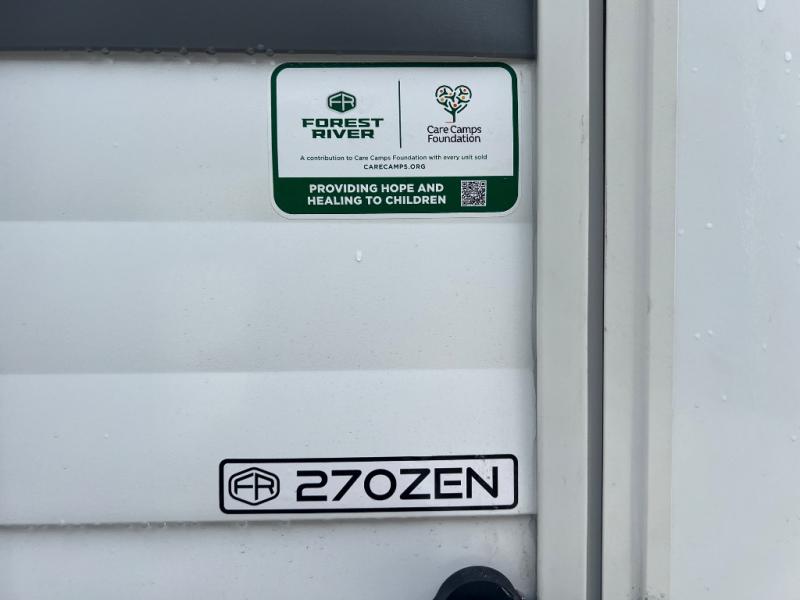 FR
FOREST
RIVER
Care Camps
Foundation
A contribution to Care Camps Foundation with every unit sold
CARECAMPS.ORG
PROVIDING HOPE AND
HEALING TO CHILDREN
FR 270ZEN